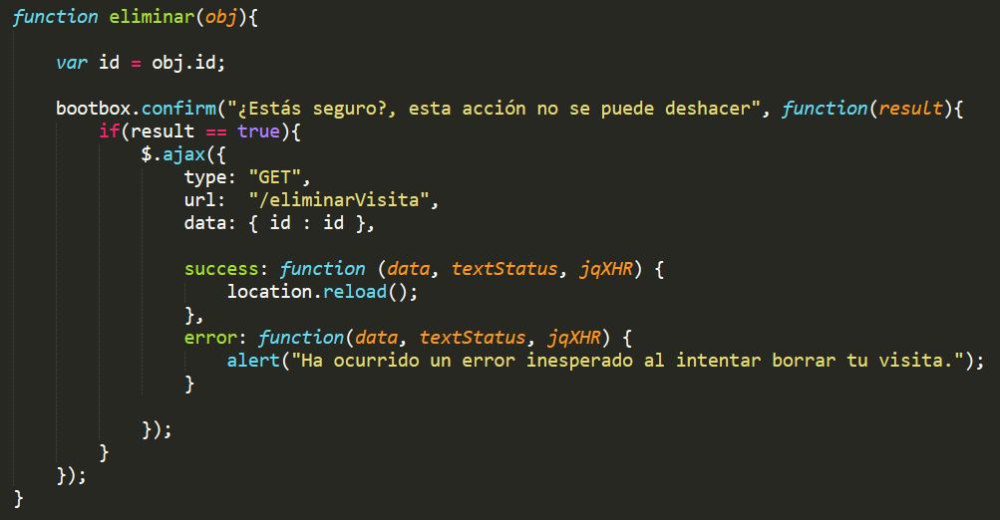 function eliminar(obj){
var id = obj.id;
bootbox.confirm("¿Estás seguro?, esta acción no se puede deshacer", function(result){
if(result == true){
$.ajax({
type: "GET",
url:  "/eliminarVisita",
data: { id : id },
success: function (data, textStatus, jqXHR) {
location.reload();
},
error: function(data, textStatus, jqXHR) {
alert("Ha ocurrido un error inesperado al intentar borrar tu visita.");
}
});
}
});
}